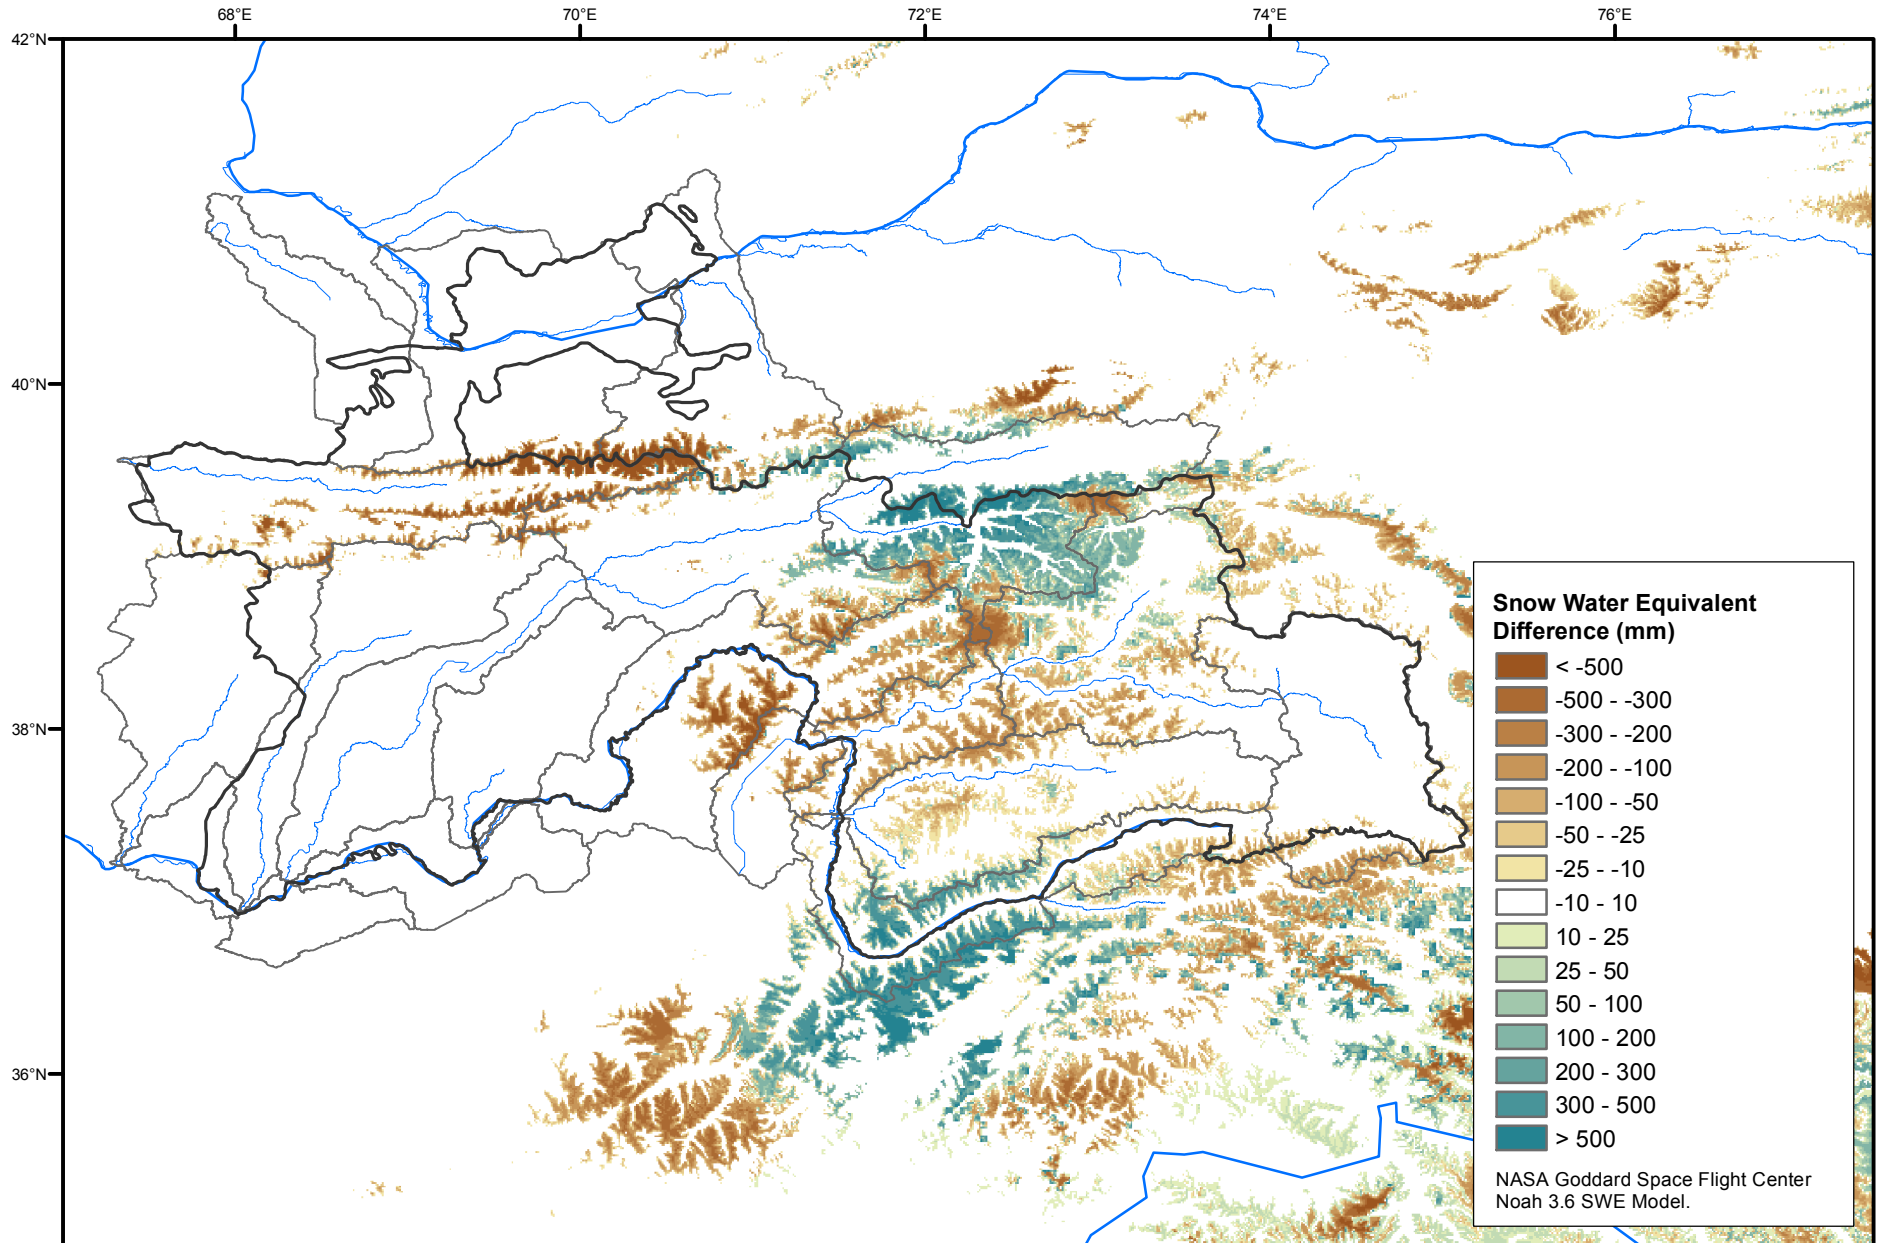 68°E 70°E 72°E 74°E 76°E
42°N
40°N
38°N
36°N
Snow Water Equivalent
Difference (mm)
< -500
-500 - -300
-300 - -200
-200 - -100
-100 - -50
-50 - -25
-25 - -10
-10 - 10
10 - 25
25 - 50
50 - 100
100 - 200
200 - 300
300 - 500
> 500
NASA Goddard Space Flight Center
Noah 3.6 SWE Model.